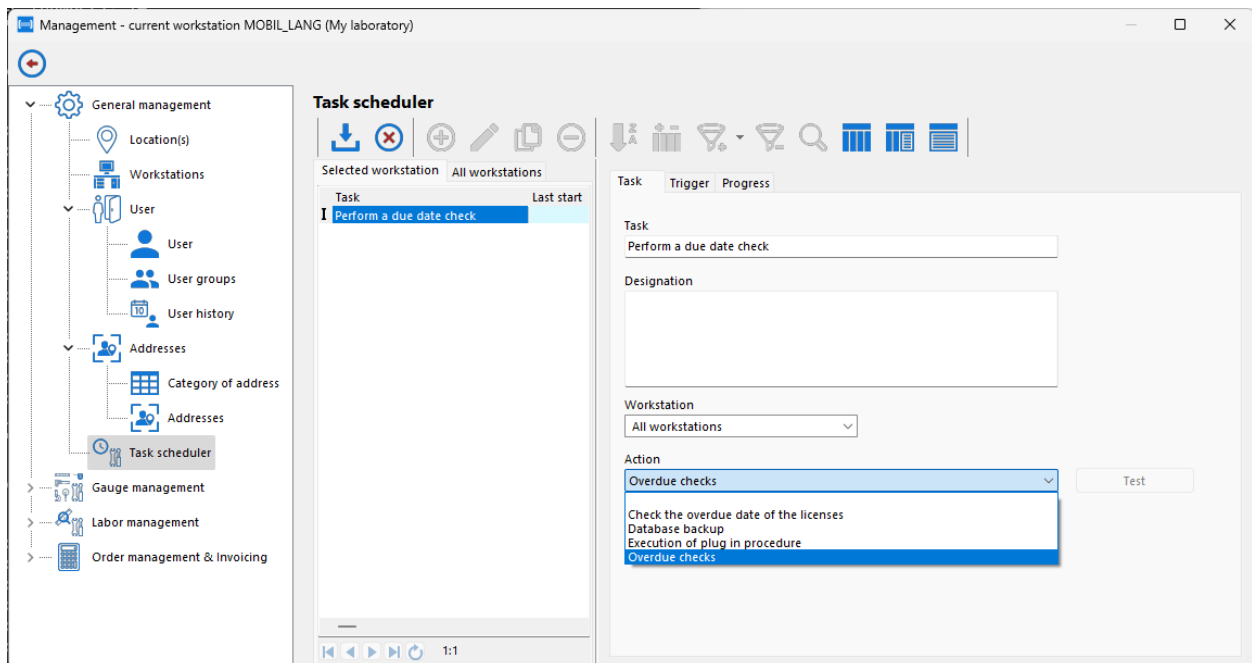 Management - current workstation MOBIL_LANG (My laboratory)
General management
Location(s)
Workstations
User
User
User groups
10
User history
Addresses
Category of address
Addresses
Task scheduler
Gauge management
Labor management
Order management & Invoicing
Task scheduler
Z
A
Selected workstation All workstations
Task Last start
I Perform a due date check
1:1
Task Trigger Progress
Task
Perform a due date check
Designation
Workstation
All workstations
Action
Overdue checks Test
Check the overdue date of the licenses
Database backup
Execution of plug in procedure
Overdue checks